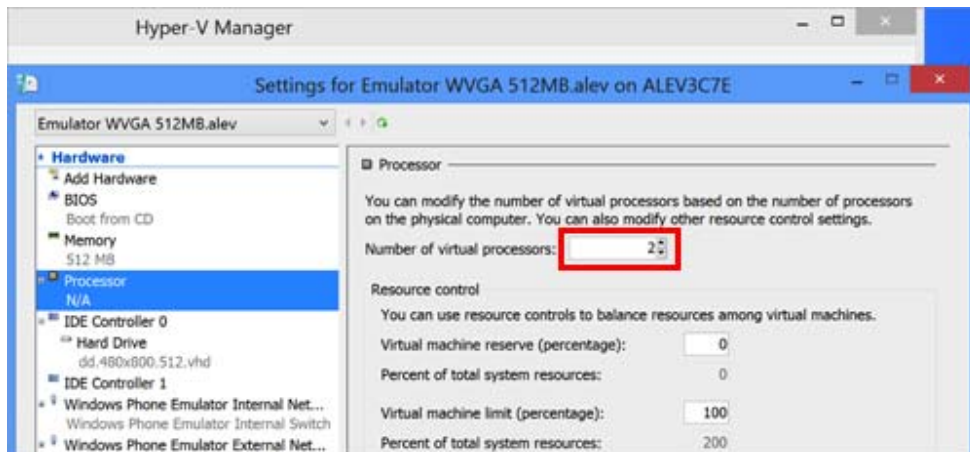 Hyper-V Manager
Settings for Emulator WVGA 512MB.alev on ALEV3C7E
Emulator WVGA 512MB.alev
Hardware
Add Hardware
BIOS
Boot from CD
Memory
512 MB
Processor
N/A
IDE Controller 0
Hard Drive
dd.480x800.512.vhd
IDE Controller 1
Windows Phone Emulator Internal Net...
Windows Phone Emulator Internal Switch
Windows Phone Emulator External Net...
Processor
You can modify the number of virtual processors based on the number of processors
on the physical computer. You can also modify other resource control settings.
Number of virtual processors: 2
Resource control
You can use resource controls to balance resources among virtual machines.
Virtual machine reserve (percentage): 0
Percent of total system resources: 0
Virtual machine limit (percentage): 100
Percent of total system resources: 200